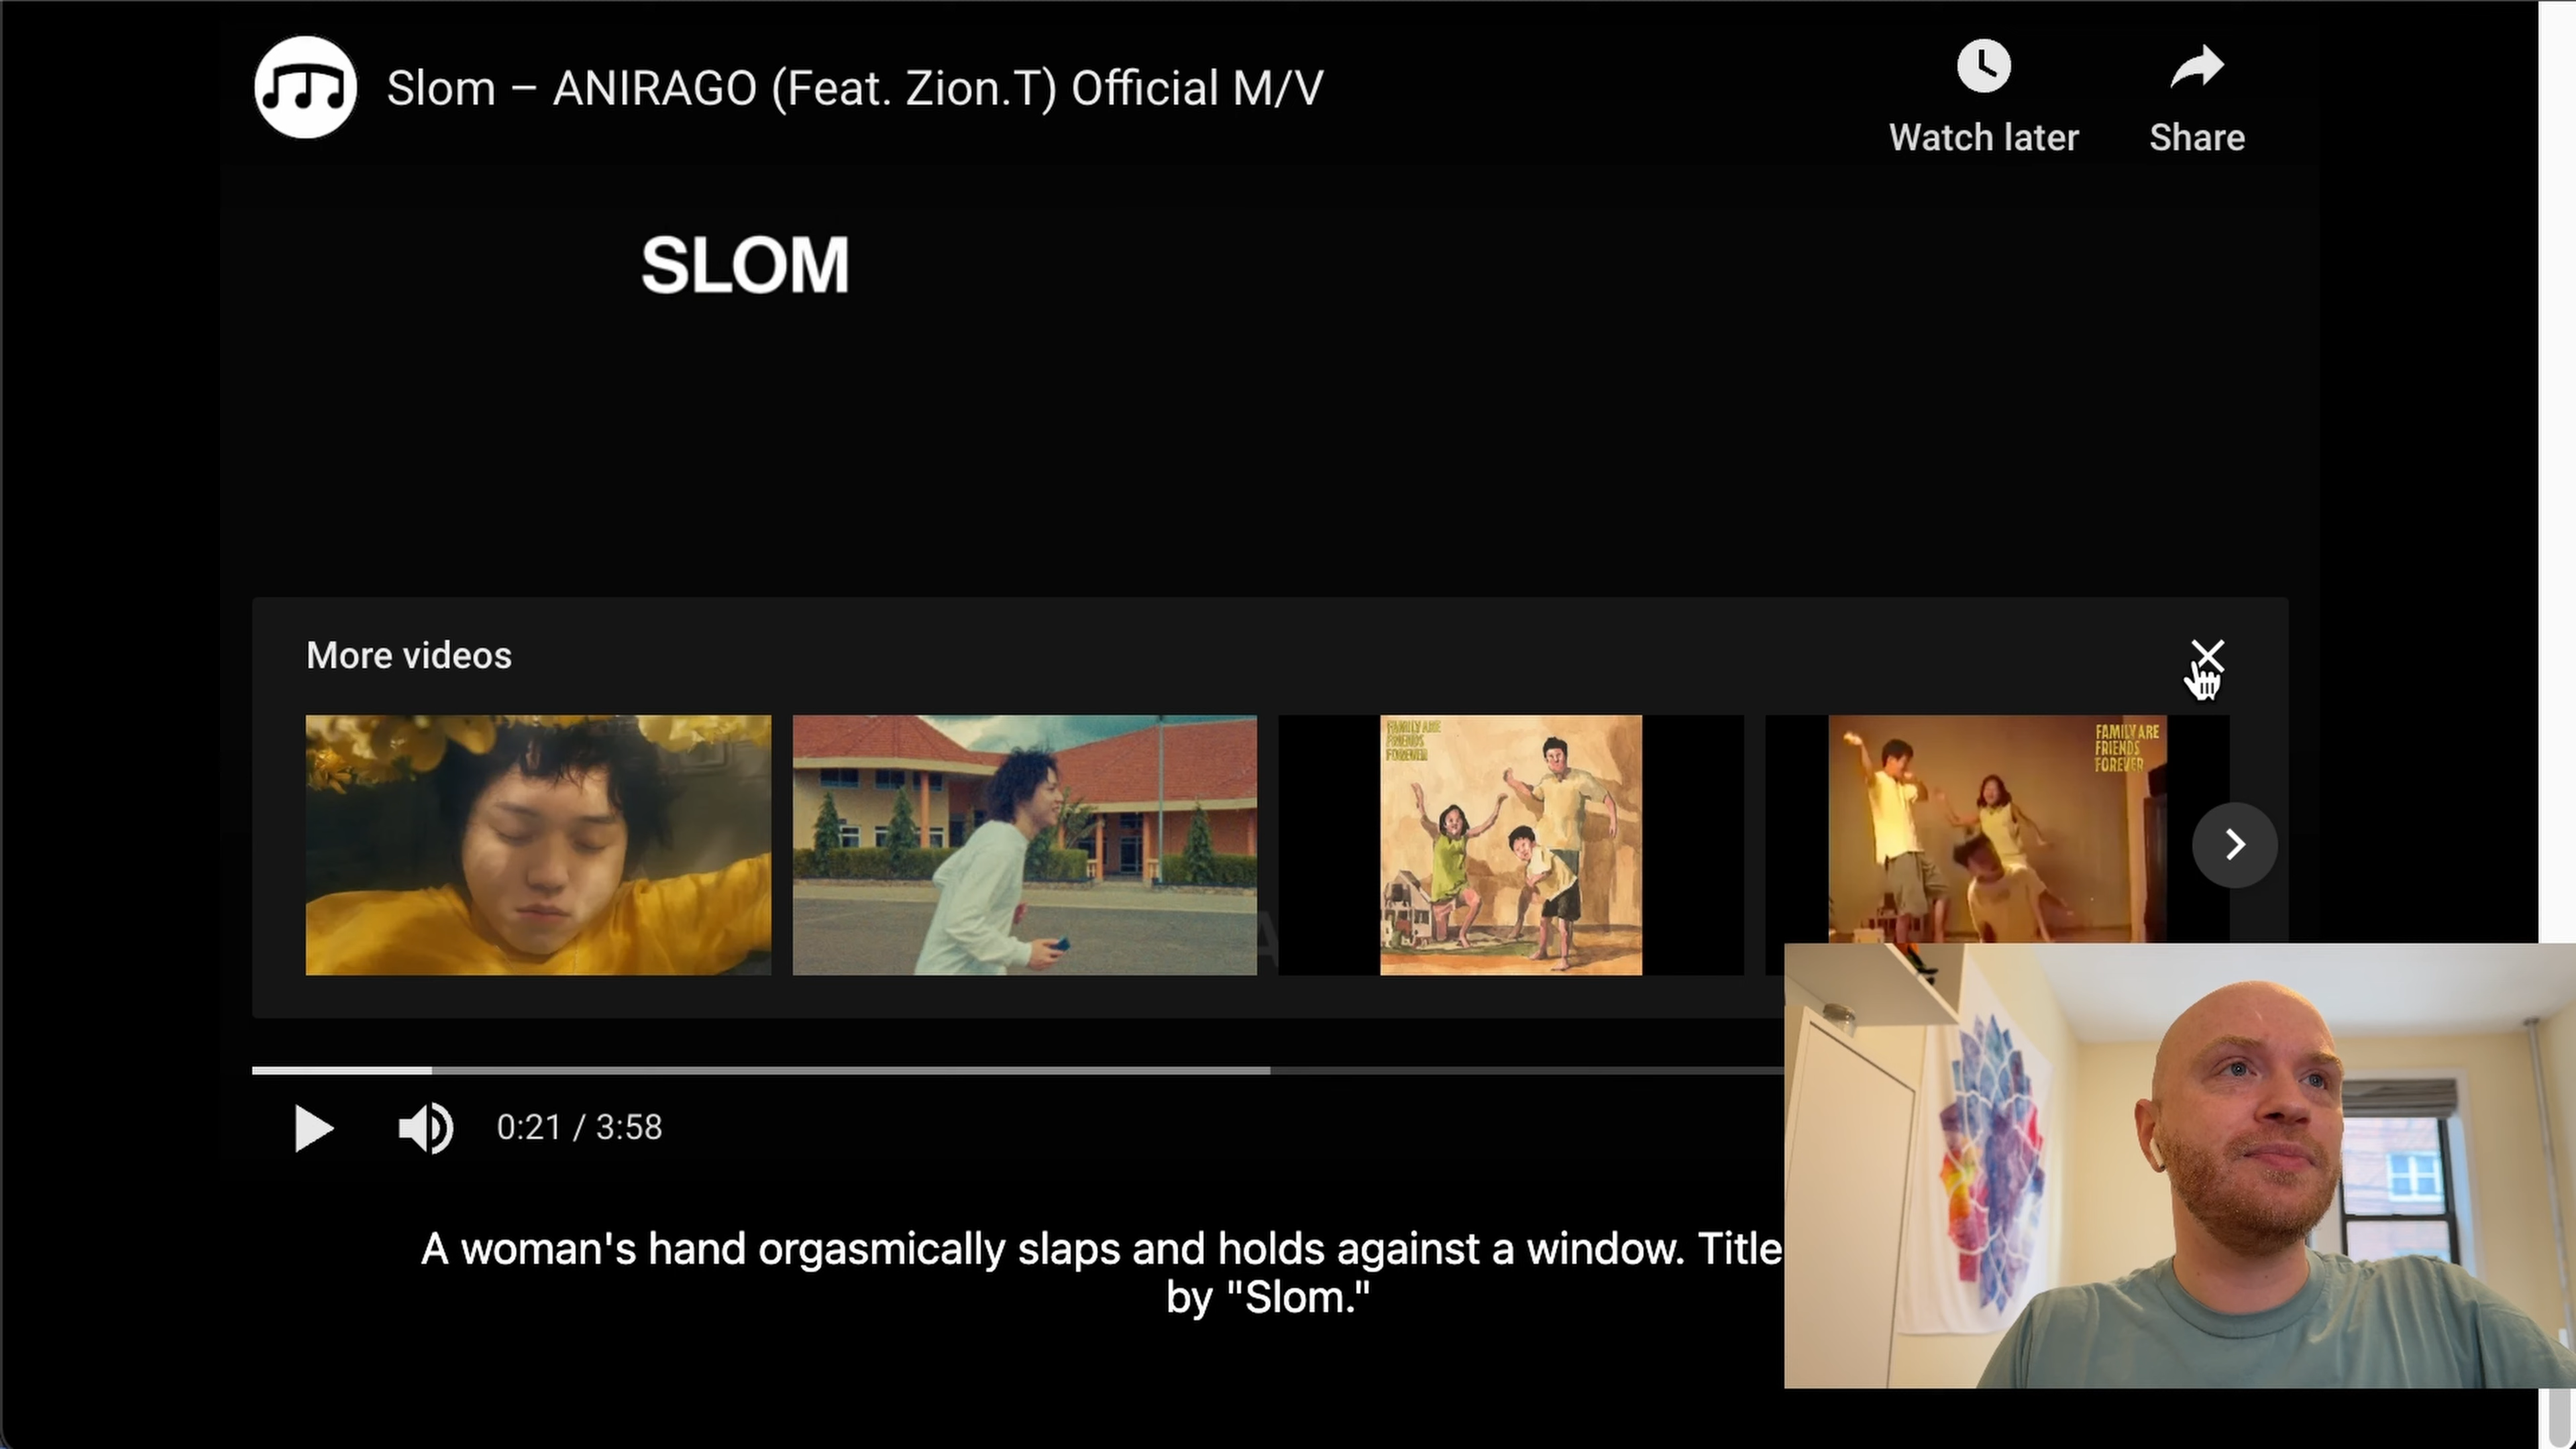 Slom – ANIRAGO (Feat. Zion.T) Official M/V
Watch later
Share
SLOM
More videos
FAMILY ARE
FRIENDS
FOREVER
FAMILY ARE
FRIENDS
FOREVER
0:21 / 3:58
A woman's hand orgasmically slaps and holds against a window. Title
by "Slom."